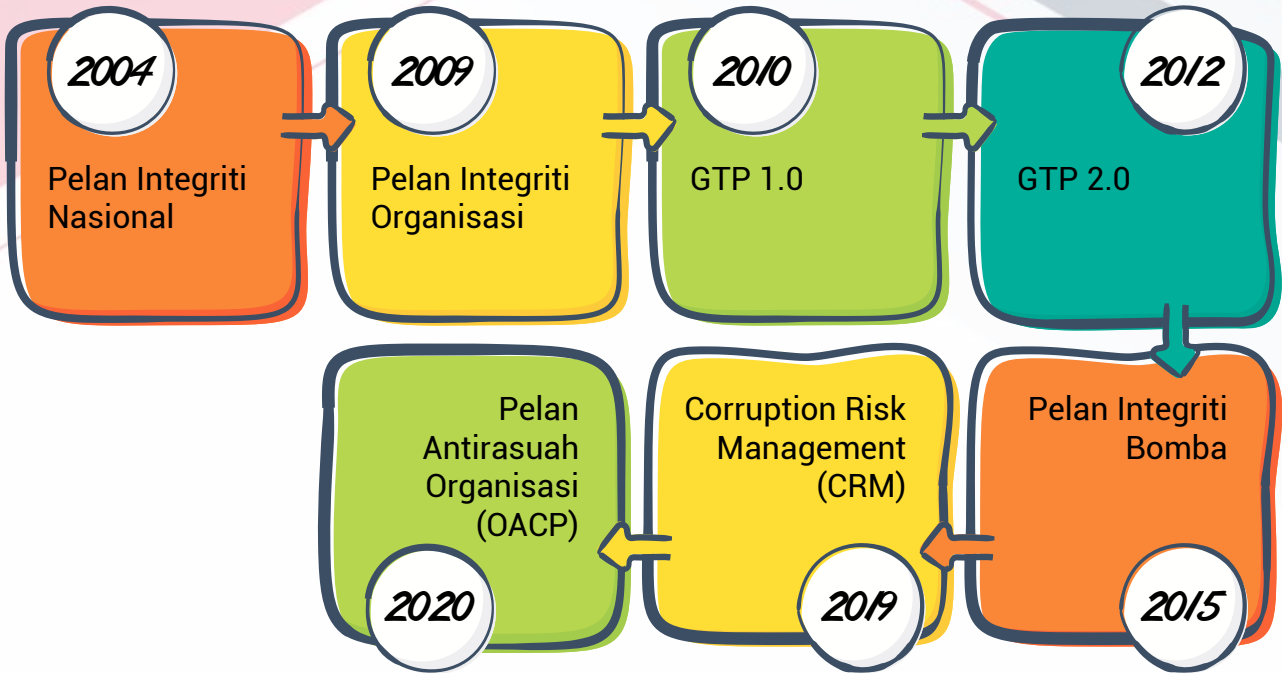 2004
Pelan Integriti
Nasional
2009
Pelan Integriti
Organisasi
2010
GTP 1.0
2012
GTP 2.0
Pelan Integriti
Bomba
2015
Corruption Risk
Management
(CRM)
2019
Pelan
Antirasuah
Organisasi
(OACP)
2020